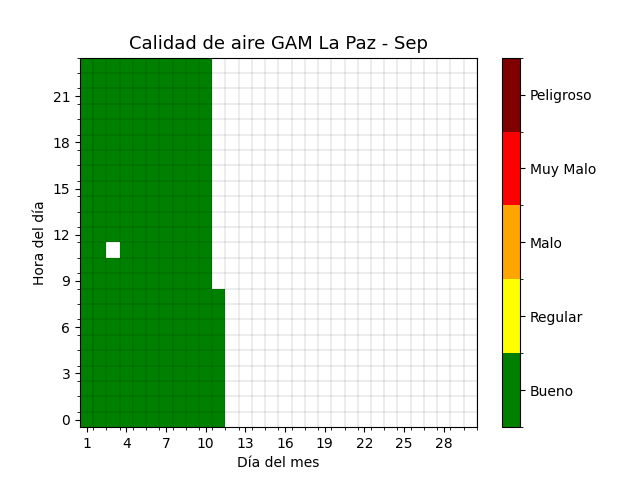 Calidad de aire GAM La Paz - Sep
Hora del día
21
18
15
12
9
6
3
0
1 4 7 10 13 16 19 22 25 28
Día del mes
Peligroso
Muy Malo
Malo
Regular
Bueno